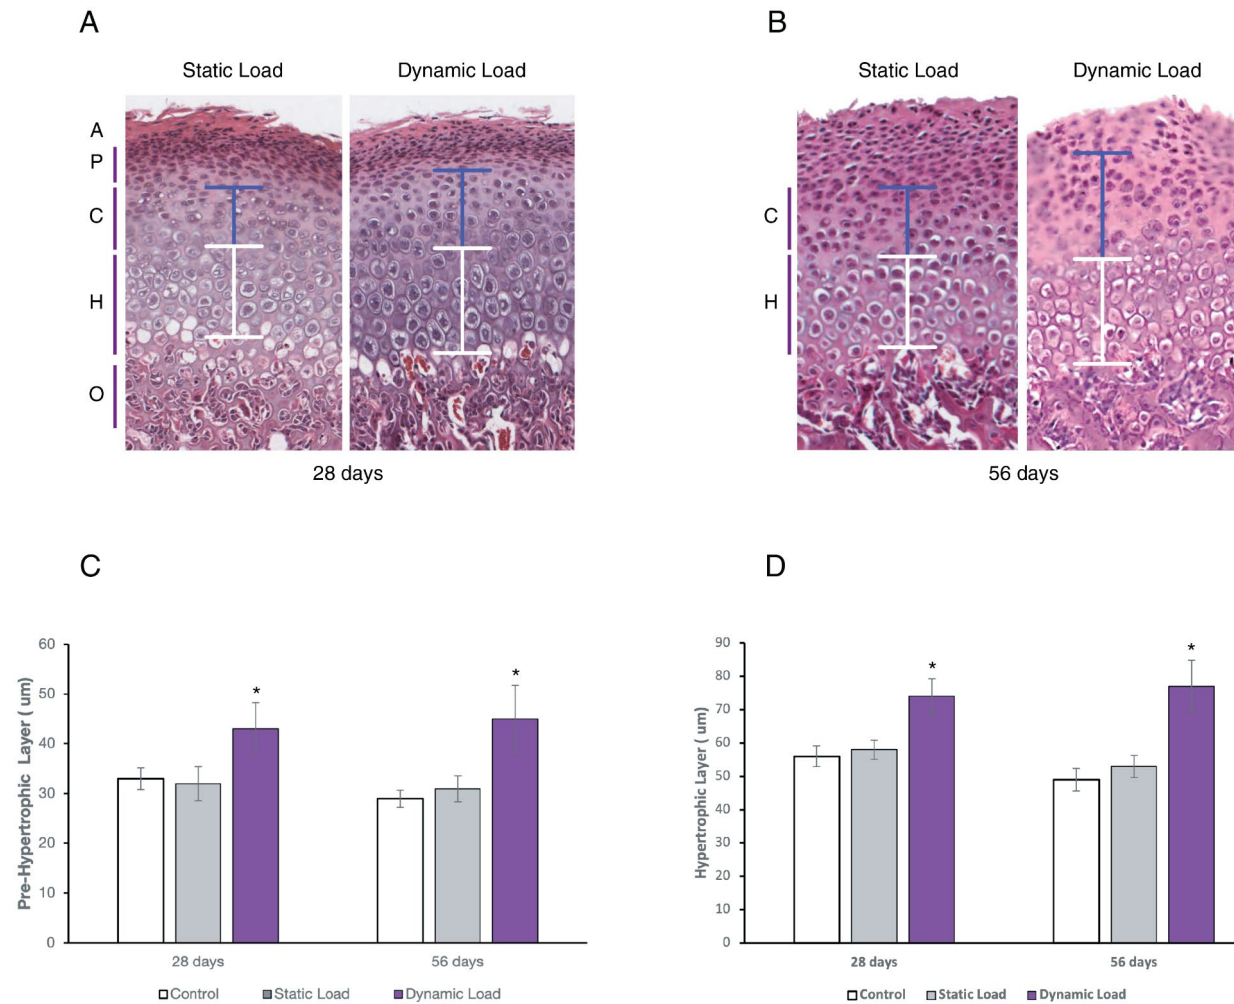 A
B
Static Load
Dynamic Load
Static Load
Dynamic Load
A
P
C
H
O
C
H
28 days
56 days
C
D
Pre-Hypertrophic Layer ( um)
60
50
40
30
20
10
0
*
*
28 days
56 days
Control
Static Load
Dynamic Load
Hypertrophic Layer ( um)
90
80
70
60
50
40
30
20
10
0
*
*
28 days
56 days
Control
Static Load
Dynamic Load